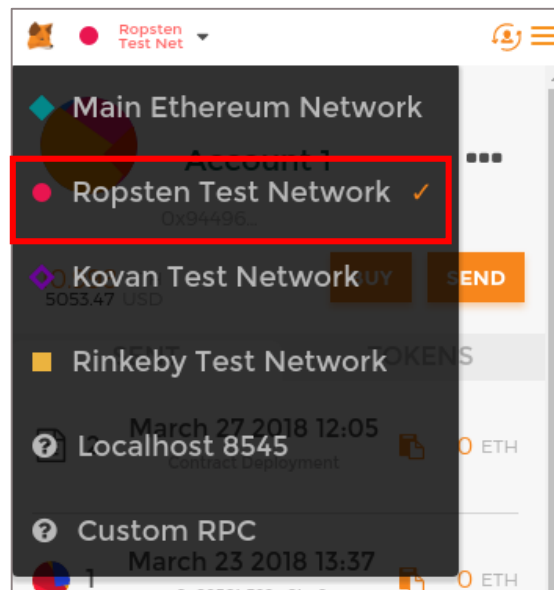 Ropsten
Test Net
Main Ethereum Network
Account 1
Ropsten Test Network ✓
0x94496...
Kovan Test Network
BUY
SEND
5053.47 USD
Rinkeby Test Network
SENT
TOKENS
March 27 2018 12:05
Localhost 8545
2
0 ETH
Contract Deployment
Custom RPC
March 23 2018 13:37
1
0 ETH